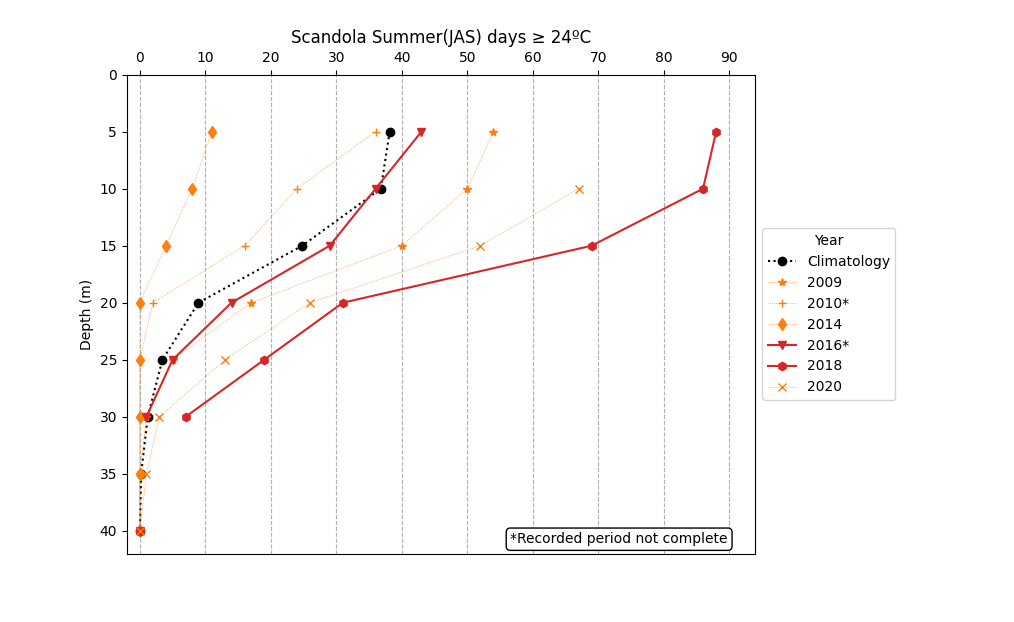 Scandola Summer(JAS) days ≥ 24ºC
0 10 20 30 40 50 60 70 80 90
0
5
10
15
20
25
30
35
40
Depth (m)
Year
Climatology
2009
2010*
2014
2016*
2018
2020
*Recorded period not complete